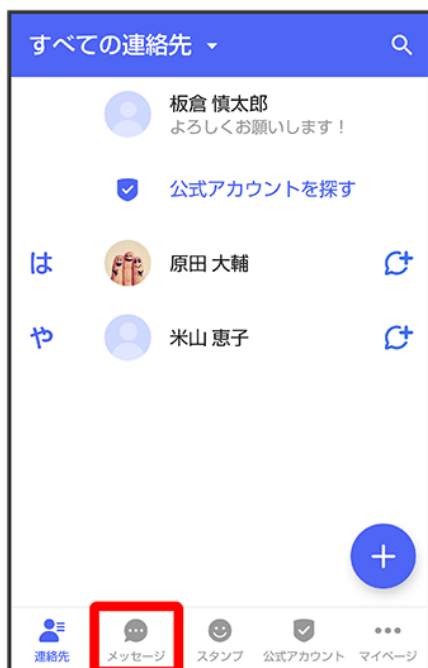 すべての連絡先
板倉 慎太郎
よろしくお願いします！
公式アカウントを探す
は
原田 大輔
や
米山 恵子
連絡先
メッセージ
スタンプ
公式アカウント
マイページ